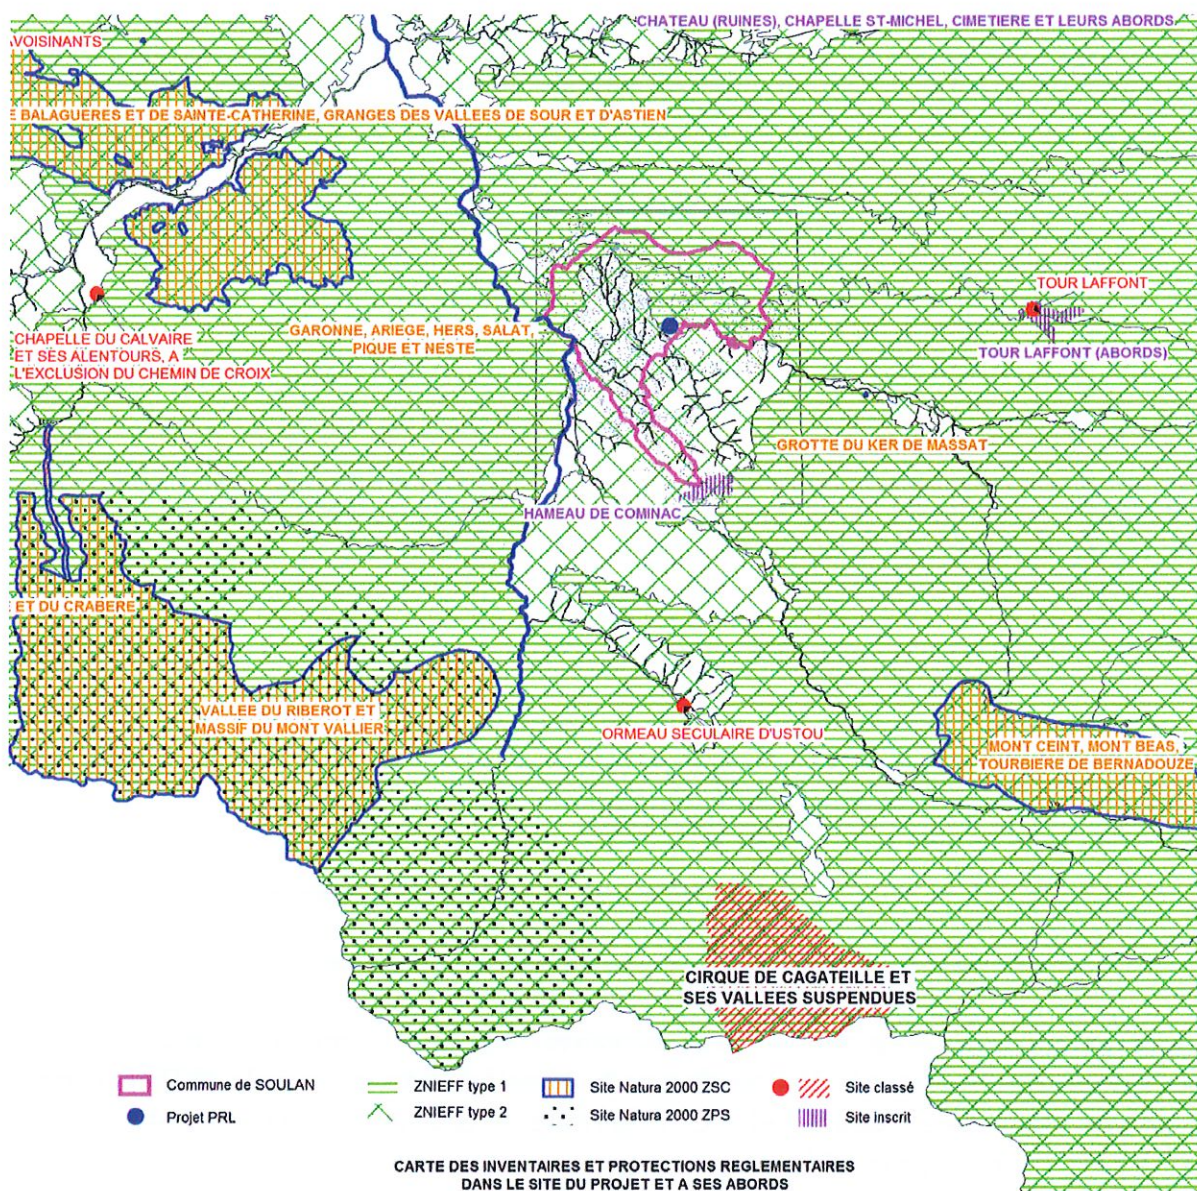 CHATEAU (RUINES), CHAPELLE ST-MICHEL, CIMETIERE ET LEURS ABORDS
AVOISINANTS
E BALAGUERES ET DE SAINTE-CATHERINE, GRANGES DES VALLEES DE SOUR ET D'ASTIEN
TOUR LAFFONT
CHAPELLE DU CALVAIRE
ET SES ALENTOURS, A
L'EXCLUSION DU CHEMIN DE CROIX
GARONNE, ARIEGE, HERS, SALAT,
PIQUE ET NESTE
TOUR LAFFONT (ABORDS)
GROTTE DU KER DE MASSAT
HAMEAU DE COMINAC
E ET DU CRABERE
VALLEE DU RIBEROT ET
MASSIF DU MONT VALLIER
ORMEAU SECULAIRE D'USTOU
MONT CEINT, MONT BEAS,
TOURBIERE DE BERNADOUZE
CIRQUE DE CAGATEILLE ET
SES VALLEES SUSPENDUES
Commune de SOULAN
ZNIEFF type 1
Site Natura 2000 ZSC
Site classé
Projet PRL
ZNIEFF type 2
Site Natura 2000 ZPS
Site inscrit
CARTE DES INVENTAIRES ET PROTECTIONS REGLEMENTAIRES
DANS LE SITE DU PROJET ET A SES ABORDS